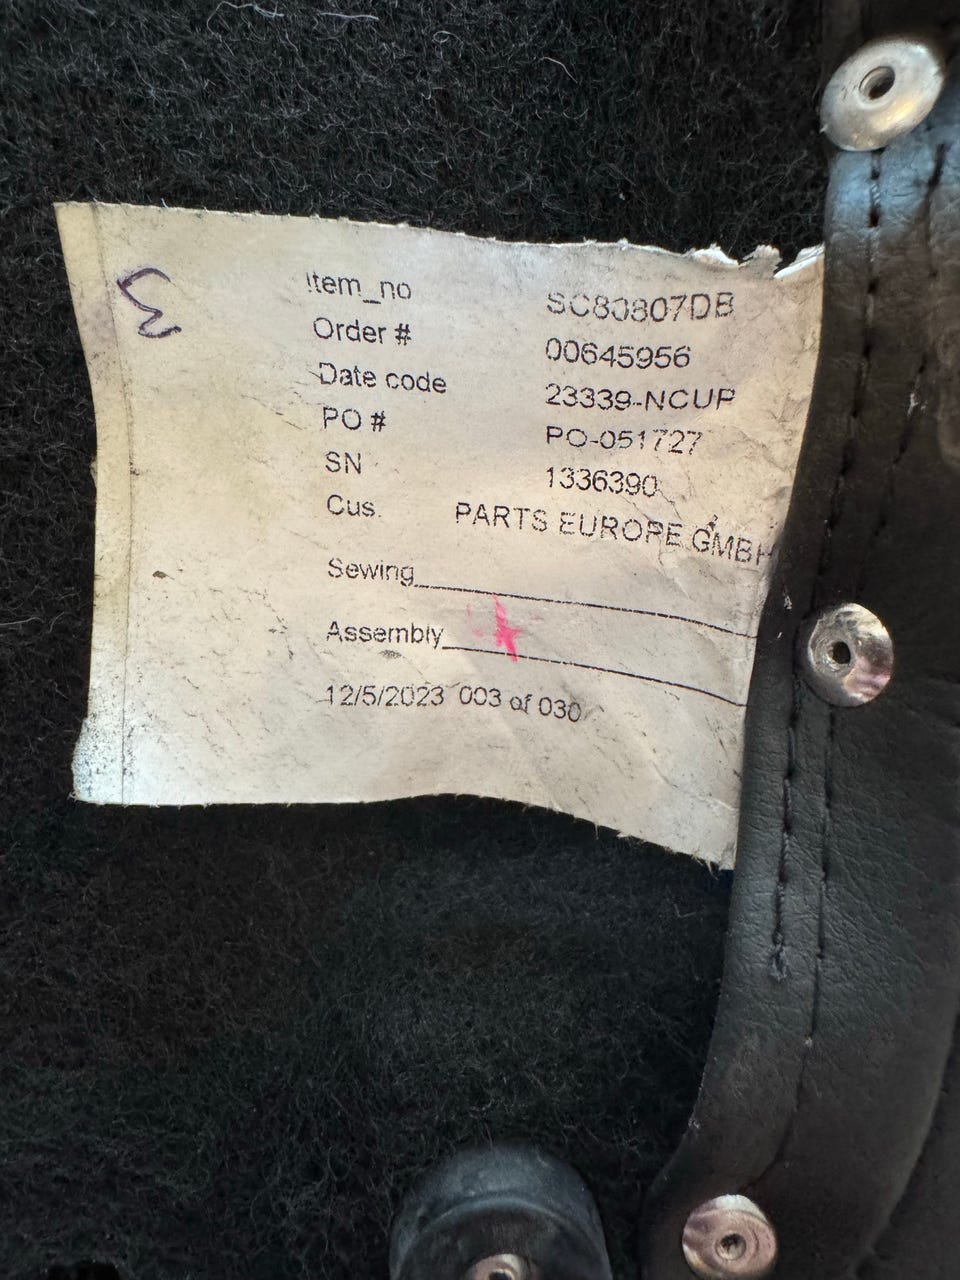 3
Item_no SC80807DB
Order # 00645956
Date code 23339-NCUP
PO # PO-051727
SN 1336390
Cus. PARTS EUROPE GMBH
Sewing
Assembly
12/5/2023 003 of 030